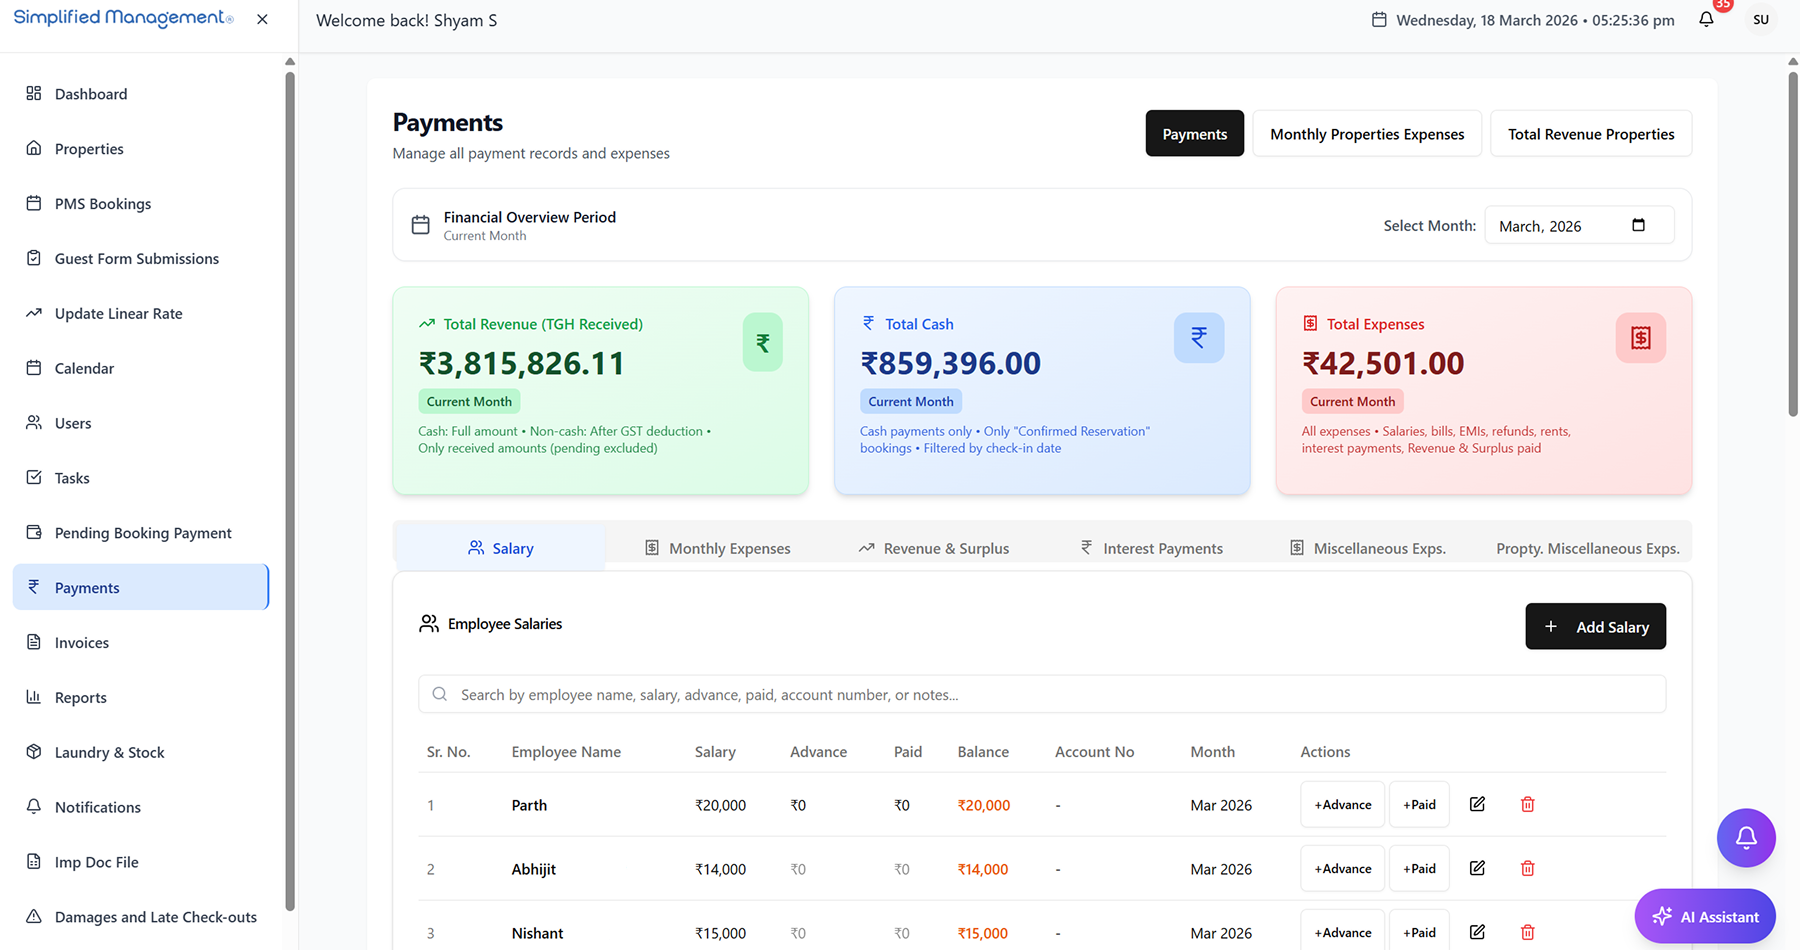 Simplified Management®
Welcome back! Shyam S
Wednesday, 18 March 2026 • 05:25:36 pm
35
SU
Dashboard
Properties
PMS Bookings
Guest Form Submissions
Update Linear Rate
Calendar
Users
Tasks
Pending Booking Payment
Payments
Invoices
Reports
Laundry & Stock
Notifications
Imp Doc File
Damages and Late Check-outs
Payments
Manage all payment records and expenses
Payments
Monthly Properties Expenses
Total Revenue Properties
Financial Overview Period
Current Month
Select Month:
March, 2026
Total Revenue (TGH Received)
₹3,815,826.11
Current Month
Cash: Full amount • Non-cash: After GST deduction •
Only received amounts (pending excluded)
₹
₹ Total Cash
₹859,396.00
Current Month
Cash payments only • Only "Confirmed Reservation"
bookings • Filtered by check-in date
₹
Total Expenses
₹42,501.00
Current Month
All expenses • Salaries, bills, EMIs, refunds, rents,
interest payments, Revenue & Surplus paid
Salary
Monthly Expenses
Revenue & Surplus
₹ Interest Payments
Miscellaneous Exps.
Propty. Miscellaneous Exps.
Employee Salaries
+ Add Salary
Search by employee name, salary, advance, paid, account number, or notes...
Sr. No. Employee Name Salary Advance Paid Balance Account No Month Actions
1 Parth ₹20,000 ₹0 ₹0 ₹20,000 - Mar 2026 +Advance +Paid
2 Abhijit ₹14,000 ₹0 ₹0 ₹14,000 - Mar 2026 +Advance +Paid
3 Nishant ₹15,000 ₹0 ₹0 ₹15,000 - Mar 2026 +Advance +Paid
AI Assistant